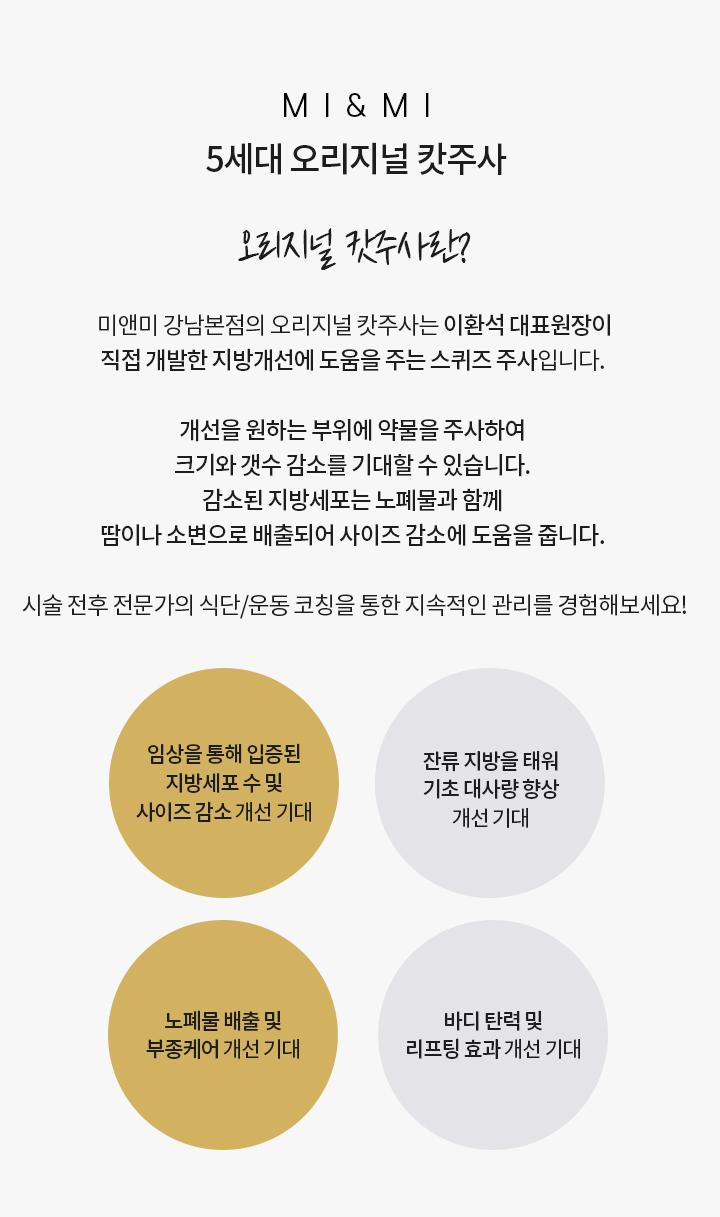 MI&MI
5세대 오리지널 캇주사
오리지널 캇주사란?
미앤미 강남본점의 오리지널 캇주사는 이환석 대표원장이
직접 개발한 지방개선에 도움을 주는 스퀴즈 주사입니다.
개선을 원하는 부위에 약물을 주사하여
크기와 갯수 감소를 기대할 수 있습니다.
감소된 지방세포는 노폐물과 함께
땀이나 소변으로 배출되어 사이즈 감소에 도움을 줍니다.
시술 전후 전문가의 식단/운동 코칭을 통한 지속적인 관리를 경험해보세요!
임상을 통해 입증된
지방세포 수 및
사이즈 감소 개선 기대
잔류 지방을 태워
기초 대사량 향상
개선 기대
노폐물 배출 및
부종케어 개선 기대
바디 탄력 및
리프팅 효과 개선 기대